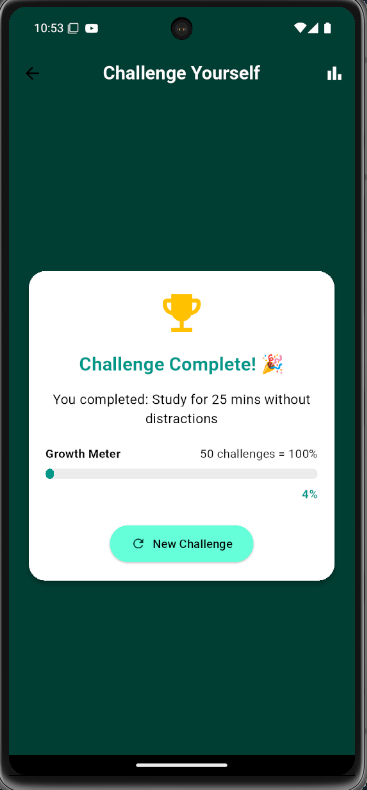 10:53
Challenge Yourself
Challenge Complete! 🎉
You completed: Study for 25 mins without
distractions
Growth Meter 50 challenges = 100%
4%
New Challenge